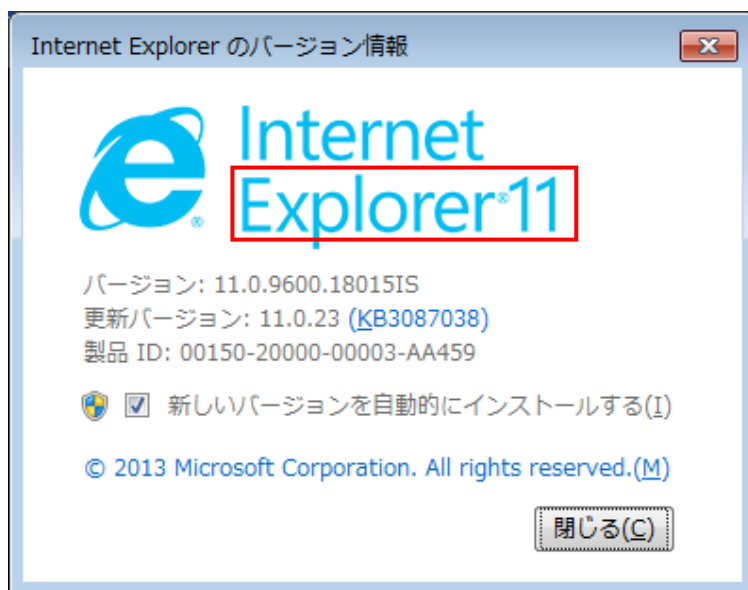 Internet Explorer のバージョン情報
Internet
Explorer®11
バージョン: 11.0.9600.18015IS
更新バージョン: 11.0.23 (KB3087038)
製品 ID: 00150-20000-00003-AA459
新しいバージョンを自動的にインストールする(I)
© 2013 Microsoft Corporation. All rights reserved.(M)
閉じる(C)